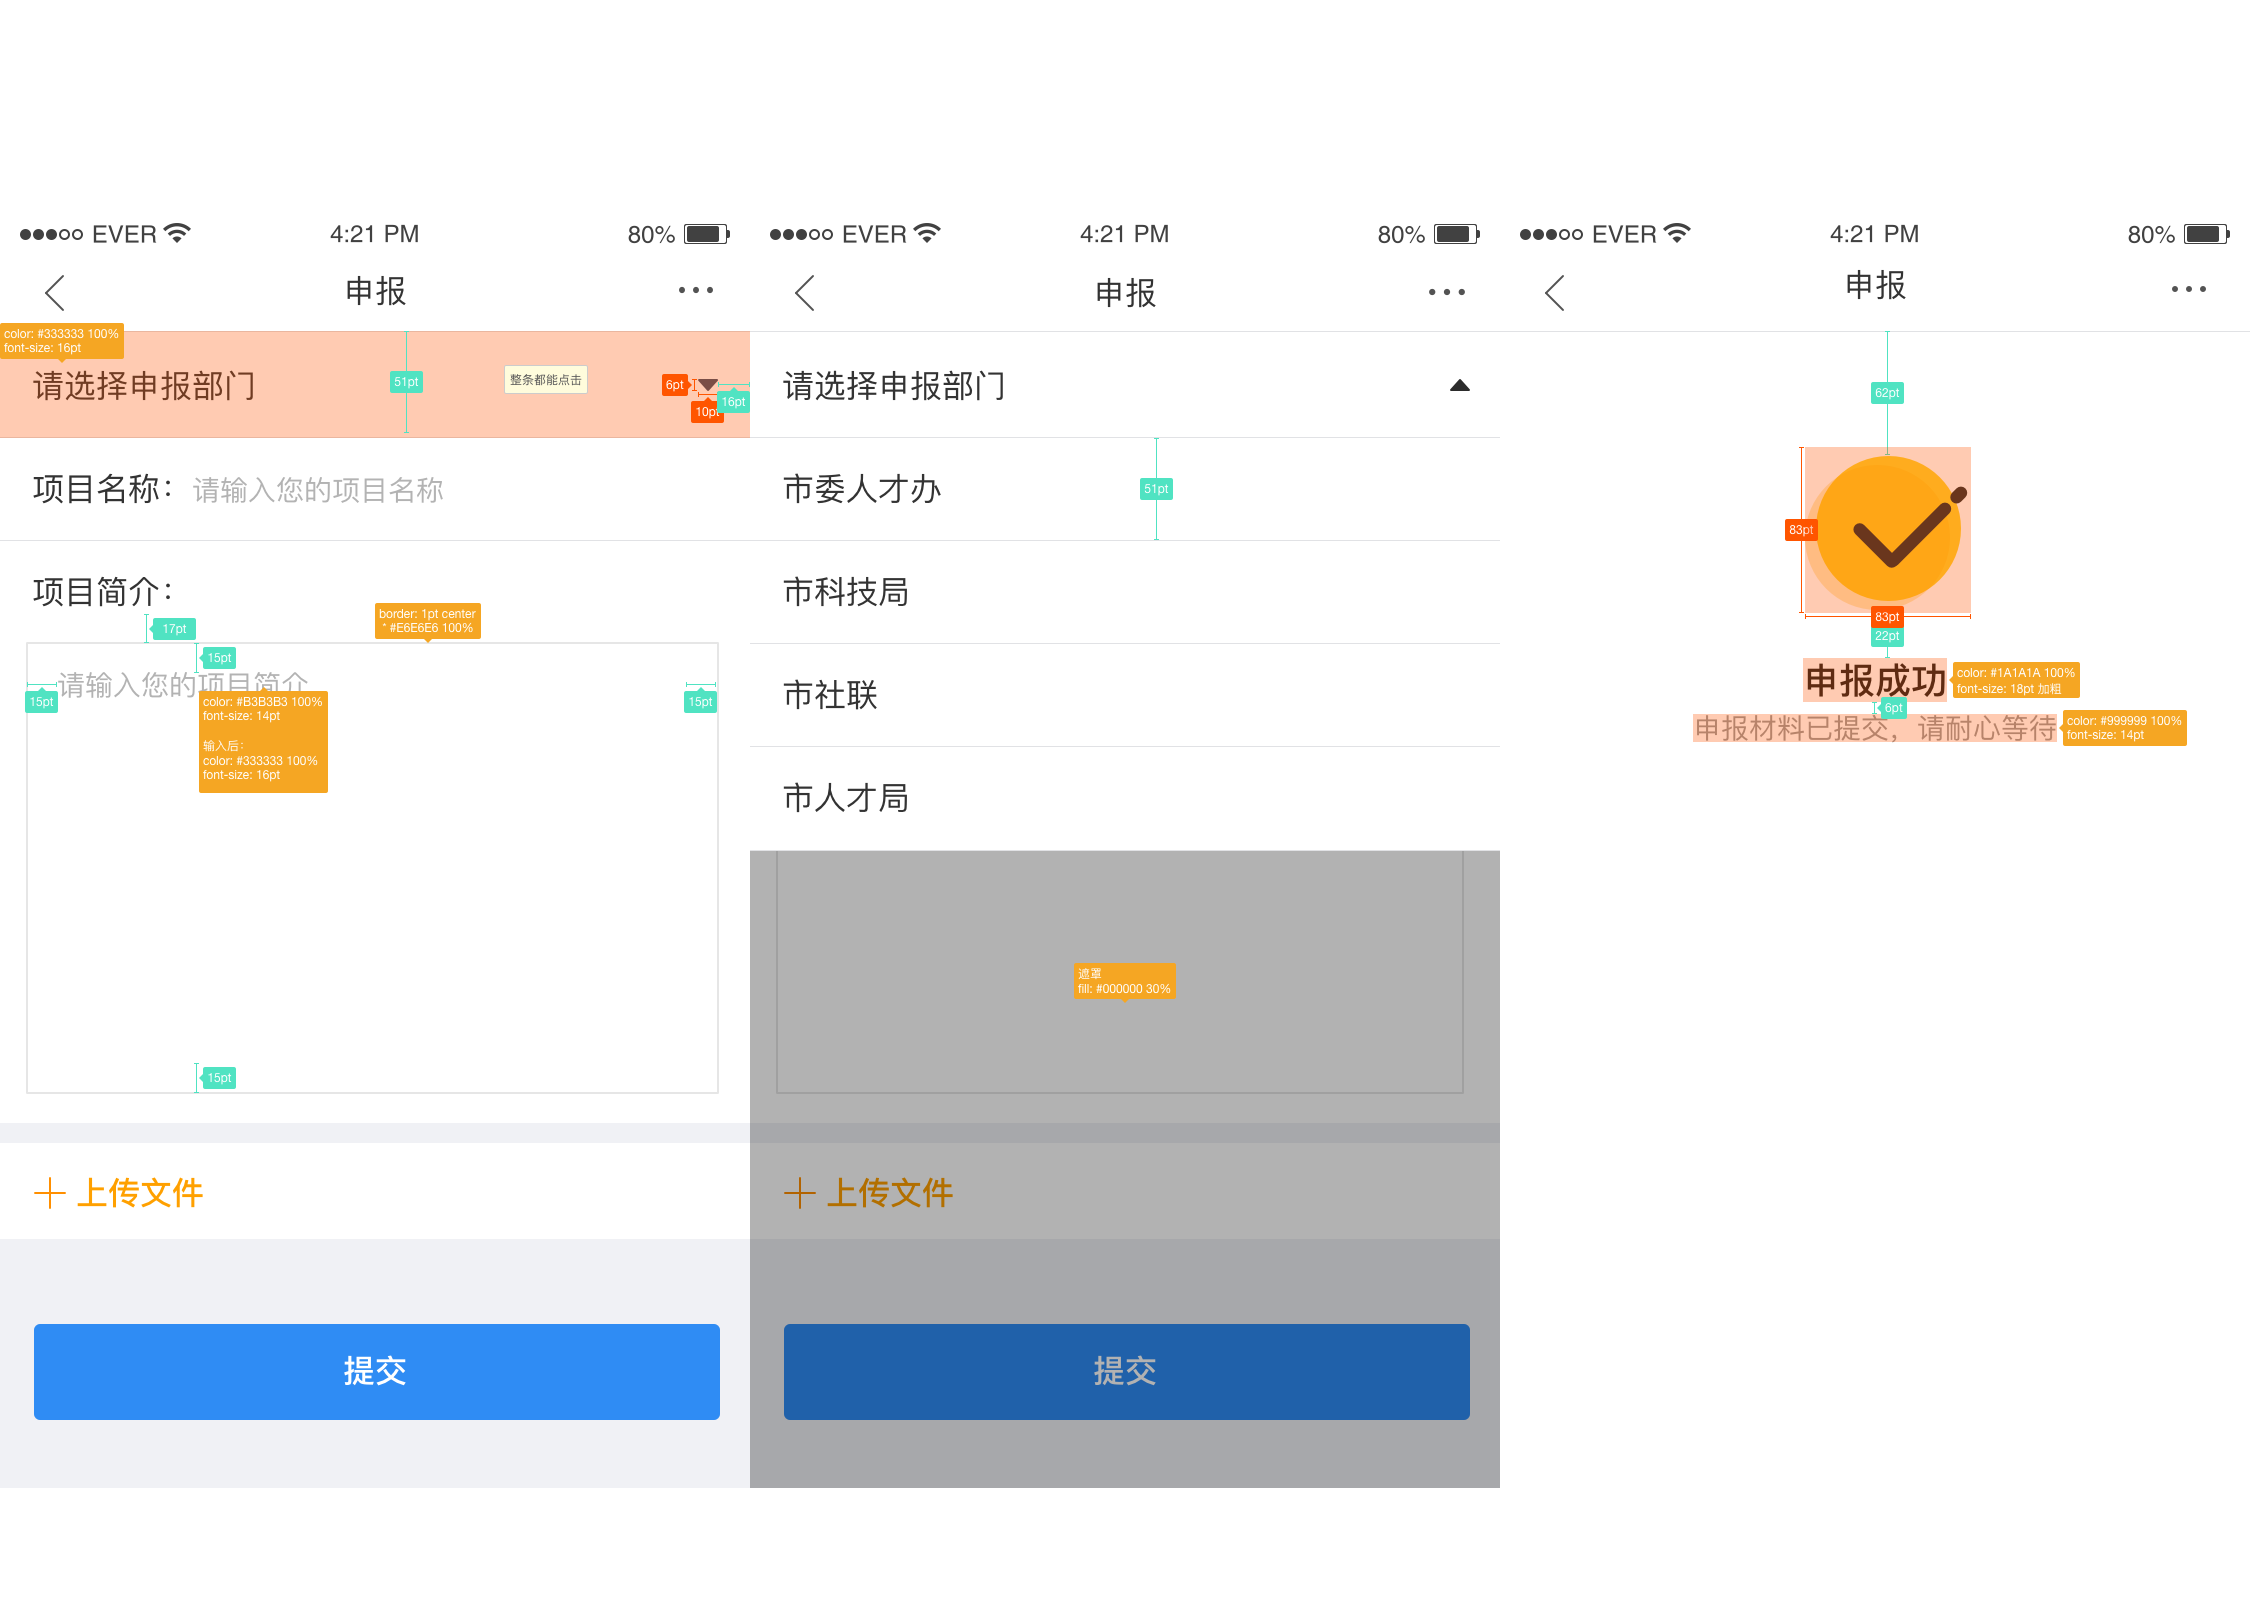 EVER 4:21 PM 80%
申报
color: #333333 100%
font-size: 16pt
请选择申报部门
51pt
整条都能点击
6pt
10pt
16pt
项目名称：请输入您的项目名称
项目简介：
17pt
border: 1pt center
* #E6E6E6 100%
15pt
请输入您的项目简介
15pt
15pt
color: #B3B3B3 100%
font-size: 14pt
输入后：
color: #333333 100%
font-size: 16pt
15pt
上传文件
提交
EVER 4:21 PM 80%
申报
请选择申报部门
市委人才办
51pt
市科技局
市社联
市人才局
遮罩
fill: #000000 30%
上传文件
提交
EVER 4:21 PM 80%
申报
62pt
83pt
83pt
22pt
申报成功
color: #1A1A1A 100%
font-size: 18pt 加粗
6pt
申报材料已提交，请耐心等待
color: #999999 100%
font-size: 14pt